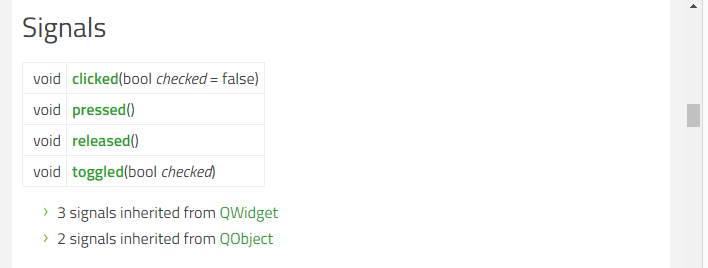 Signals
void clicked(bool checked = false)
void pressed()
void released()
void toggled(bool checked)
3 signals inherited from QWidget
2 signals inherited from QObject